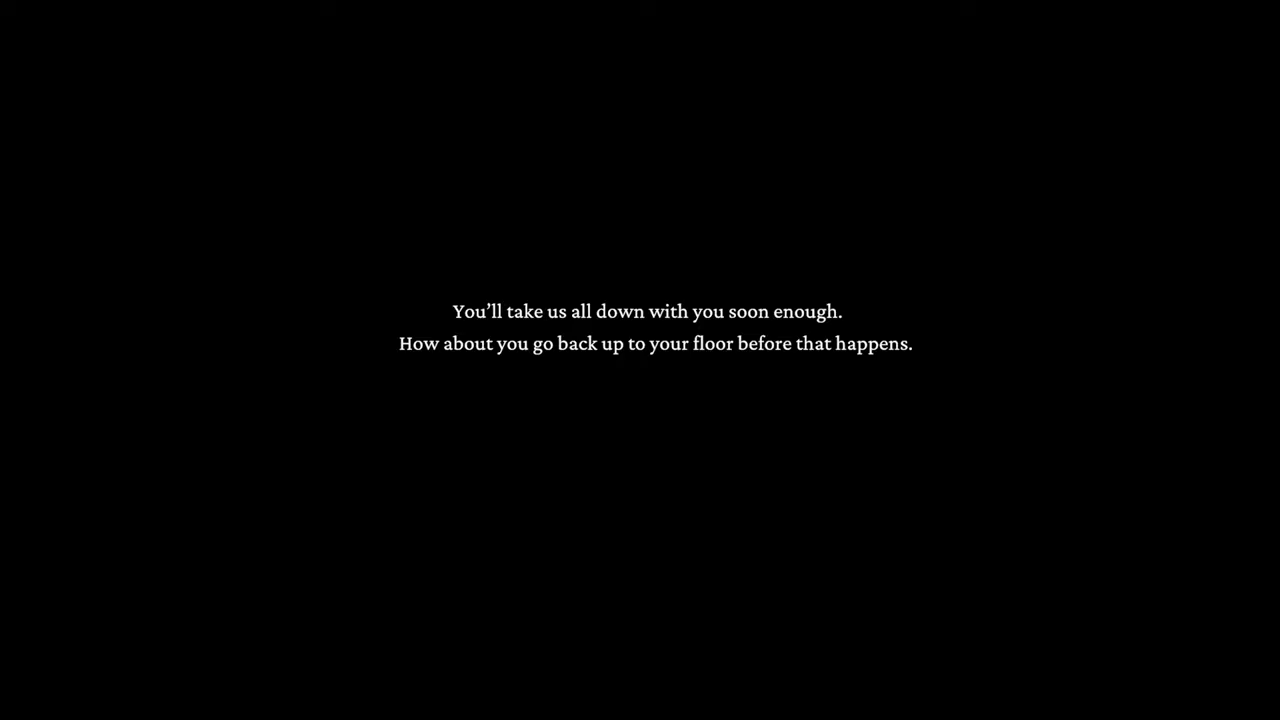 You’ll take us all down with you soon enough.
How about you go back up to your floor before that happens.